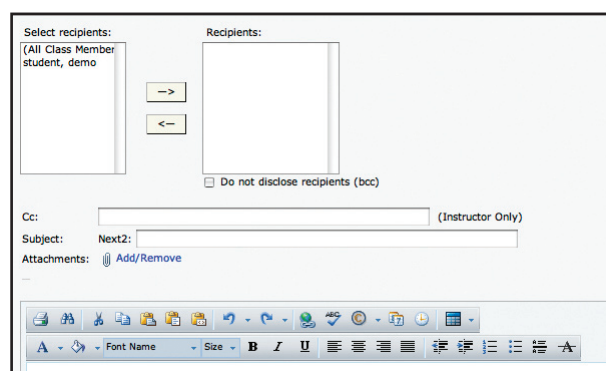 Select recipients: Recipients:
(All Class Member
student, demo
—>
<—
Do not disclose recipients (bcc)
Cc: (Instructor Only)
Subject: Next2:
Attachments: Add/Remove
ABC
A Font Name Size B I U A